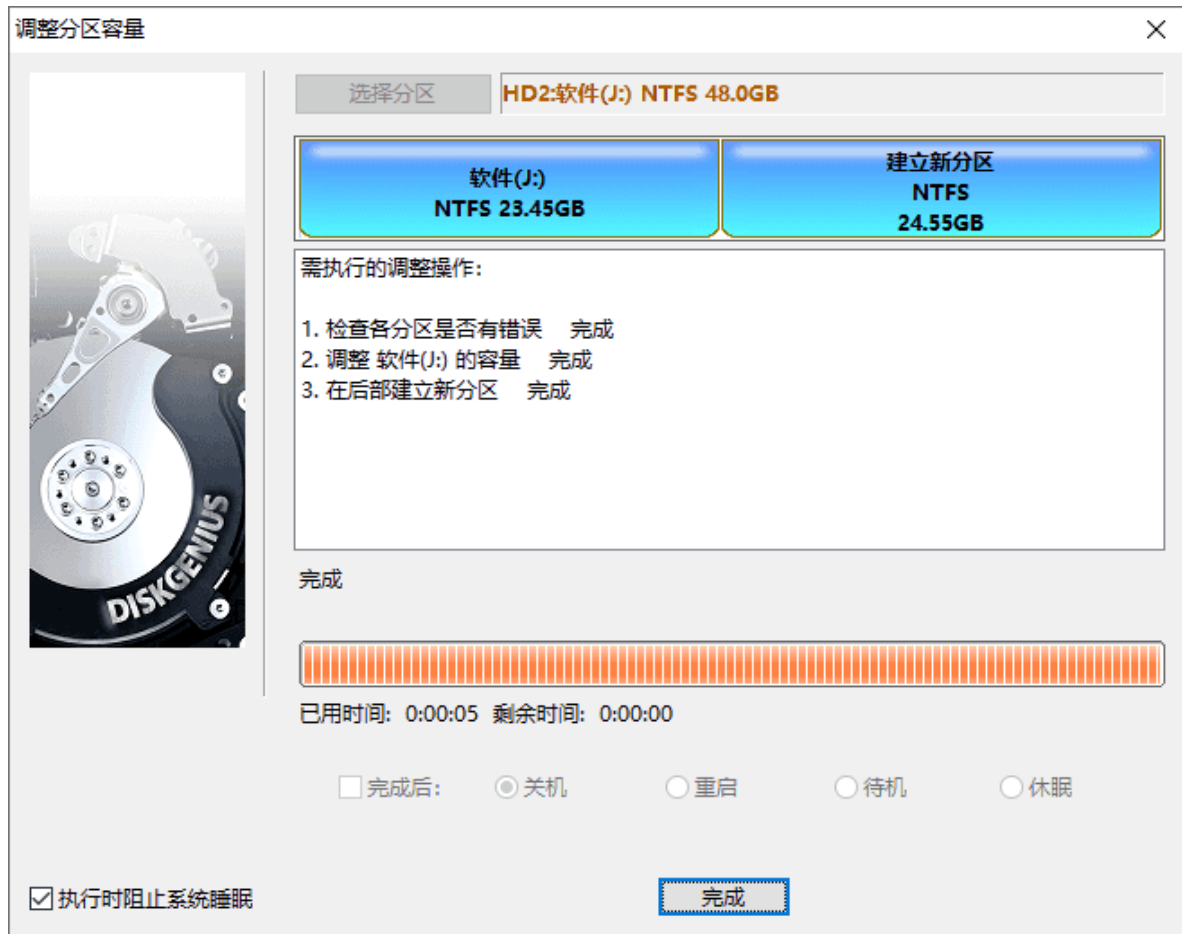 调整分区容量
选择分区
HD2:软件(J:) NTFS 48.0GB
软件(J:)
NTFS 23.45GB
建立新分区
NTFS
24.55GB
需执行的调整操作:
1. 检查各分区是否有错误 完成
2. 调整 软件(J:) 的容量 完成
3. 在后部建立新分区 完成
DISKGENIUS
完成
已用时间: 0:00:05 剩余时间: 0:00:00
完成后: 关机 重启 待机 休眠
执行时阻止系统睡眠
完成